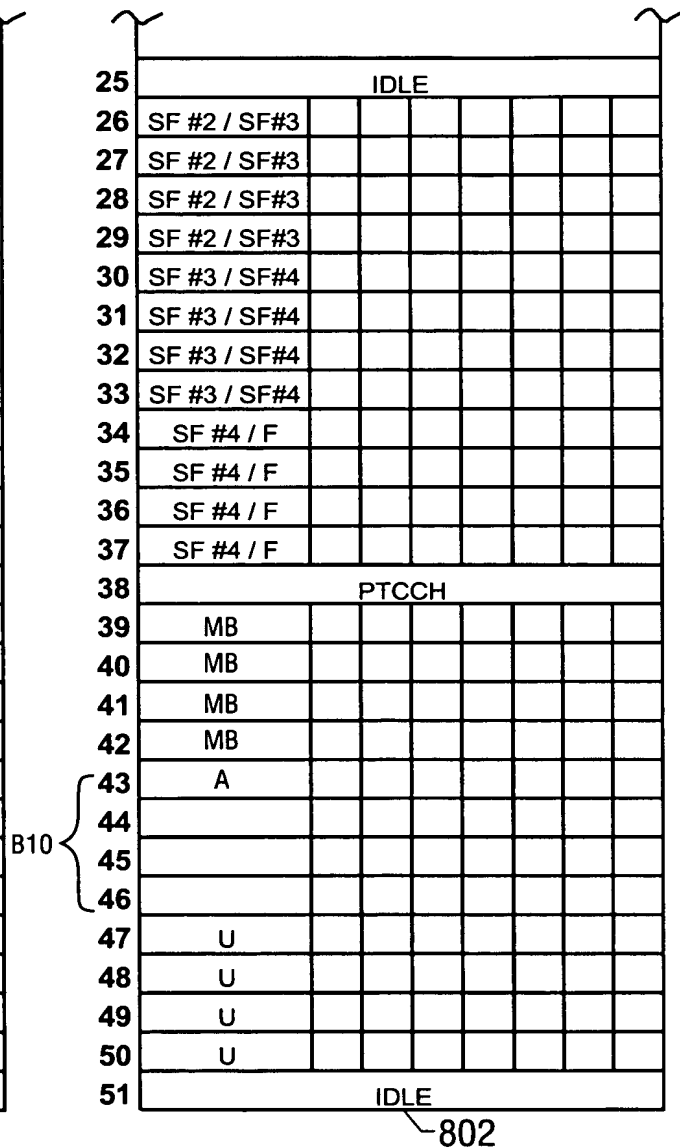 25 IDLE
26 SF #2 / SF#3
27 SF #2 / SF#3
28 SF #2 / SF#3
29 SF #2 / SF#3
30 SF #3 / SF#4
31 SF #3 / SF#4
32 SF #3 / SF#4
33 SF #3 / SF#4
34 SF #4 / F
35 SF #4 / F
36 SF #4 / F
37 SF #4 / F
38 PTCCH
39 MB
40 MB
41 MB
42 MB
43 A
44
B10
45
46
47 U
48 U
49 U
50 U
51 IDLE
802